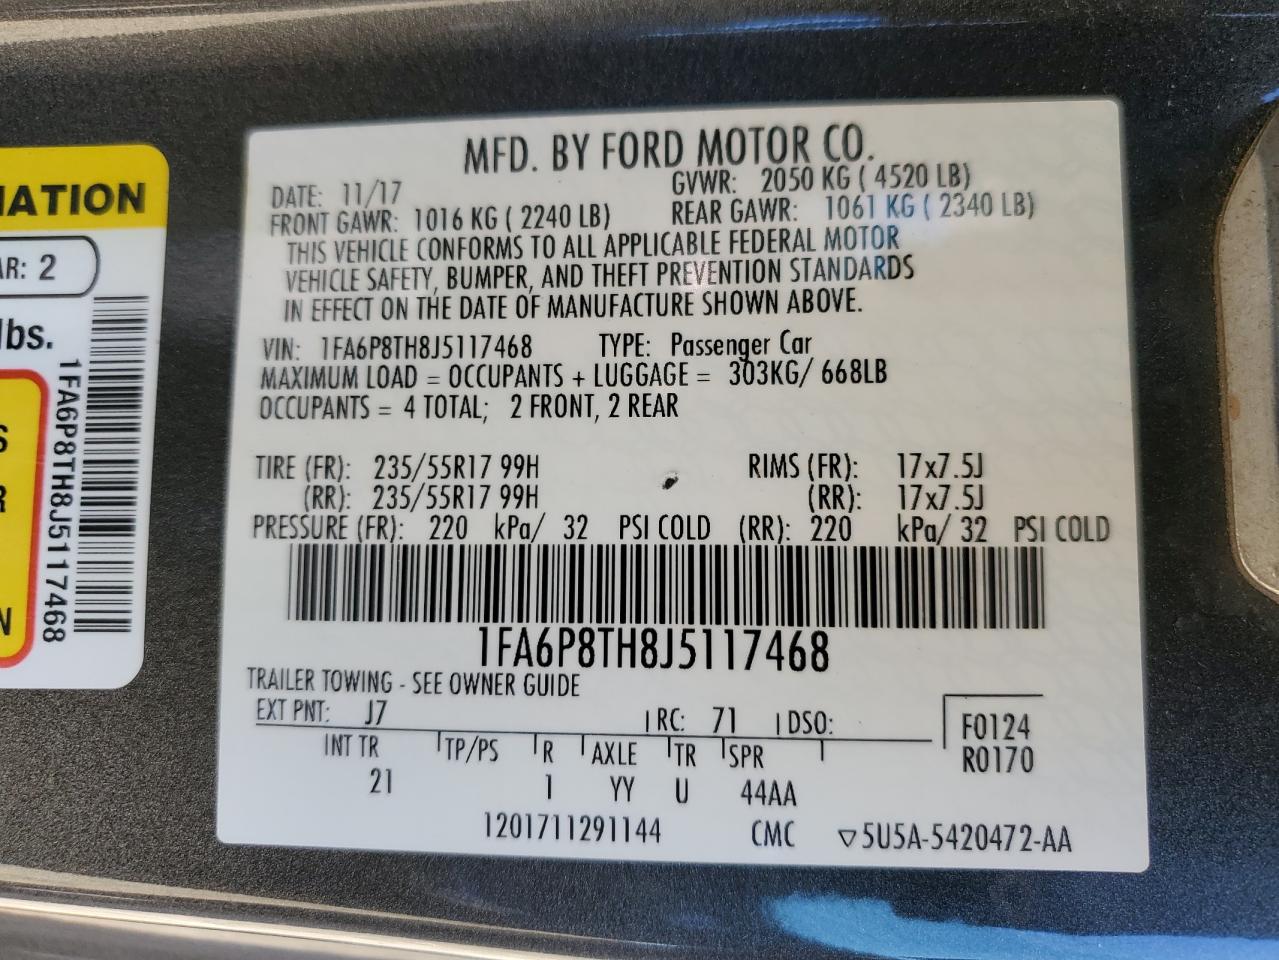 MATION
AR: 2
lbs.
1FA6P8TH8J5117468
S
R
N
MFD. BY FORD MOTOR CO.
DATE: 11/17 GVWR: 2050 KG ( 4520 LB)
FRONT GAWR: 1016 KG ( 2240 LB) REAR GAWR: 1061 KG ( 2340 LB)
THIS VEHICLE CONFORMS TO ALL APPLICABLE FEDERAL MOTOR
VEHICLE SAFETY, BUMPER, AND THEFT PREVENTION STANDARDS
IN EFFECT ON THE DATE OF MANUFACTURE SHOWN ABOVE.
VIN: 1FA6P8TH8J5117468 TYPE: Passenger Car
MAXIMUM LOAD = OCCUPANTS + LUGGAGE = 303KG/ 668LB
OCCUPANTS = 4 TOTAL; 2 FRONT, 2 REAR
TIRE (FR): 235/55R17 99H RIMS (FR): 17x7.5J
(RR): 235/55R17 99H (RR): 17x7.5J
PRESSURE (FR): 220 kPa/ 32 PSI COLD (RR): 220 kPa/ 32 PSI COLD
1FA6P8TH8J5117468
TRAILER TOWING - SEE OWNER GUIDE
EXT PNT: J7 RC: 71 DSO: F0124
INT TR TP/PS R AXLE TR SPR R0170
21 1 YY U 44AA
1201711291144 CMC ▽5U5A-5420472-AA